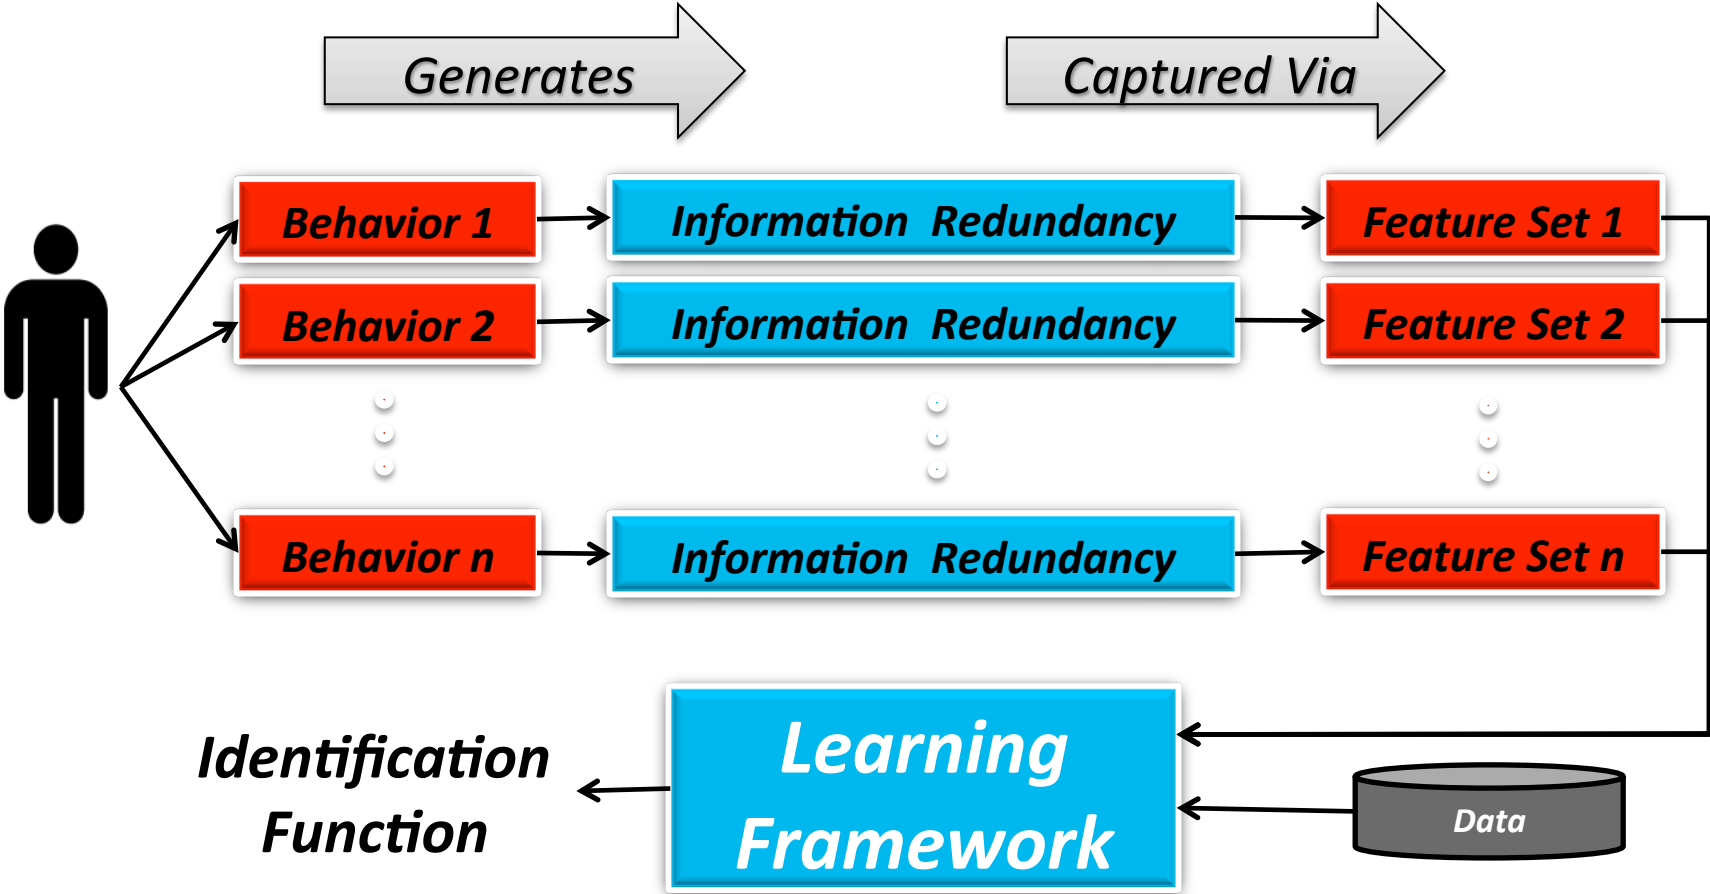 Generates
Captured Via
Behavior 1
Information Redundancy
Feature Set 1
Behavior 2
Information Redundancy
Feature Set 2
Behavior n
Information Redundancy
Feature Set n
Identification
Function
Learning
Framework
Data